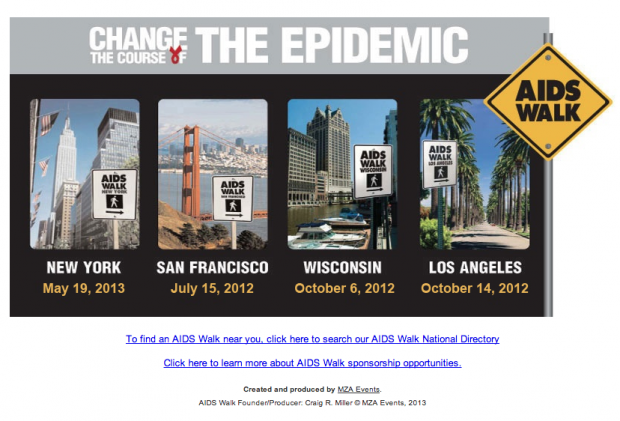 CHANGE
THE COURSE OF
THE EPIDEMIC
AIDS
WALK
AIDS
WALK
NEW YORK
AIDS
WALK
SAN FRANCISCO
AIDS
WALK
WISCONSIN
AIDS
WALK
LOS ANGELES
NEW YORK
May 19, 2013
SAN FRANCISCO
July 15, 2012
WISCONSIN
October 6, 2012
LOS ANGELES
October 14, 2012
To find an AIDS Walk near you, click here to search our AIDS Walk National Directory
Click here to learn more about AIDS Walk sponsorship opportunities.
Created and produced by MZA Events.
AIDS Walk Founder/Producer: Craig R. Miller © MZA Events, 2013